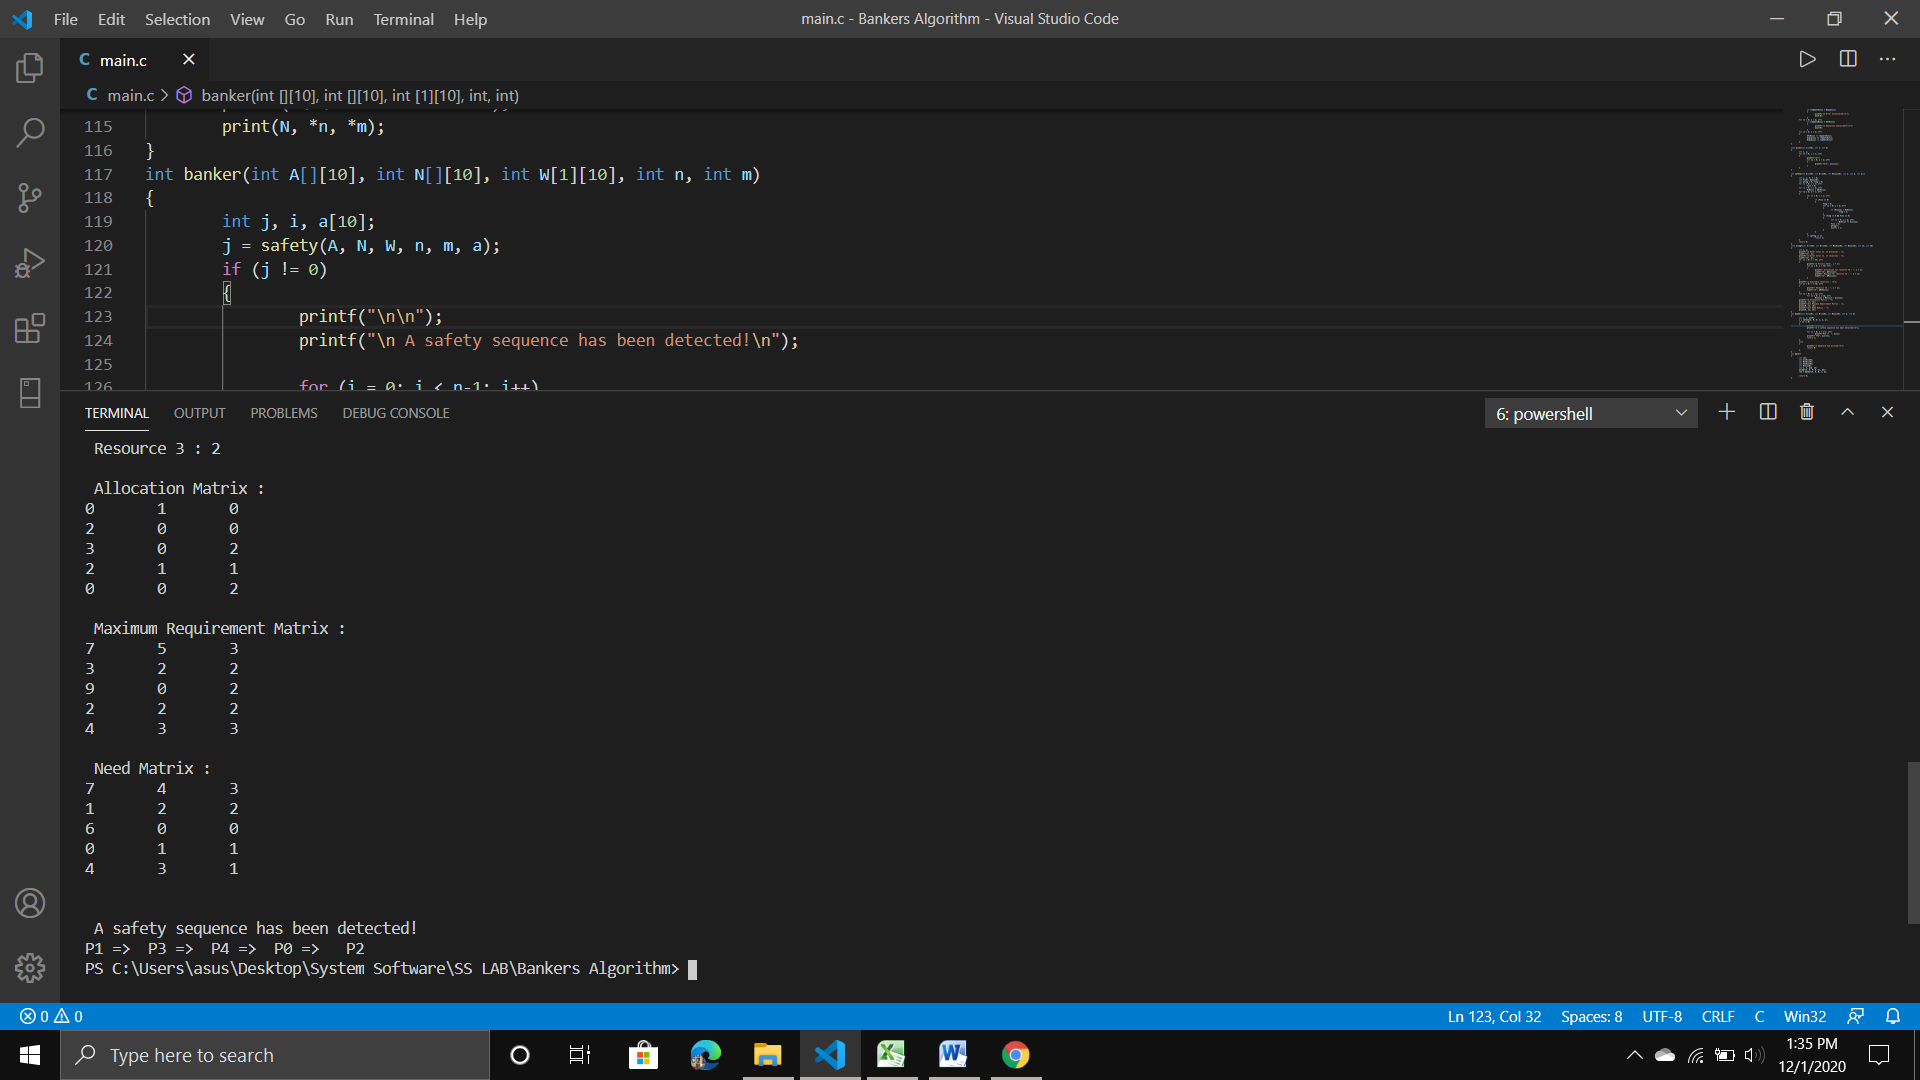 File Edit Selection View Go Run Terminal Help main.c - Bankers Algorithm - Visual Studio Code
C main.c
C main.c > banker(int [][10], int [][10], int [1][10], int, int)
115 print(N, *n, *m);
116 }
117 int banker(int A[][10], int N[][10], int W[1][10], int n, int m)
118 {
119 int j, i, a[10];
120 j = safety(A, N, W, n, m, a);
121 if (j != 0)
122 {
123 printf("\n\n");
124 printf("\n A safety sequence has been detected!\n");
125
126 for (i = 0; i < n-1; i++)
TERMINAL OUTPUT PROBLEMS DEBUG CONSOLE 6: powershell
Resource 3 : 2
Allocation Matrix :
0 1 0
2 0 0
3 0 2
2 1 1
0 0 2
Maximum Requirement Matrix :
7 5 3
3 2 2
9 0 2
2 2 2
4 3 3
Need Matrix :
7 4 3
1 2 2
6 0 0
0 1 1
4 3 1
A safety sequence has been detected!
P1 => P3 => P4 => P0 => P2
PS C:\Users\asus\Desktop\System Software\SS LAB\Bankers Algorithm>
0 0 Ln 123, Col 32 Spaces: 8 UTF-8 CRLF C Win32
Type here to search
1:35 PM
12/1/2020